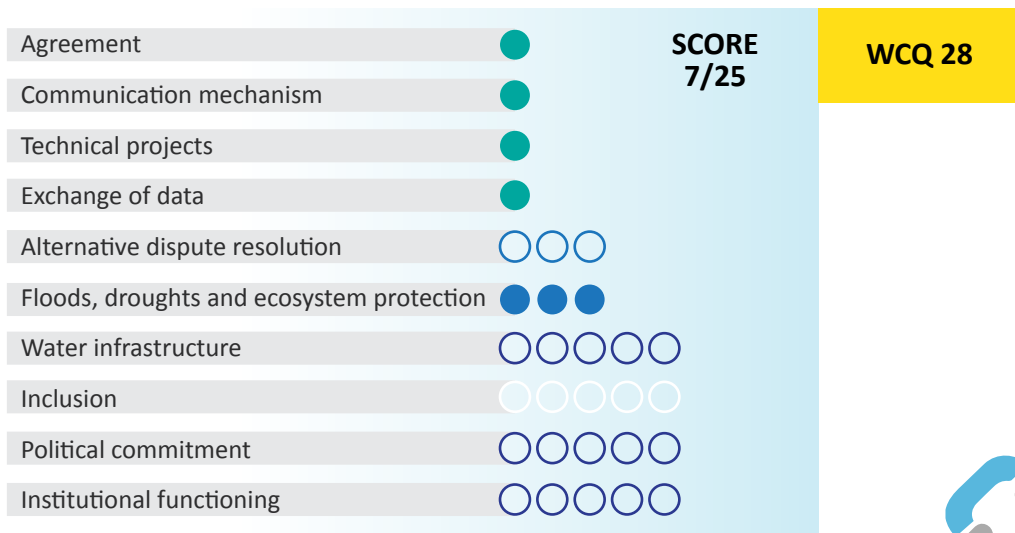 Agreement
Communication mechanism
Technical projects
Exchange of data
Alternative dispute resolution
Floods, droughts and ecosystem protection
Water infrastructure
Inclusion
Political commitment
Institutional functioning
SCORE
7/25
WCQ 28